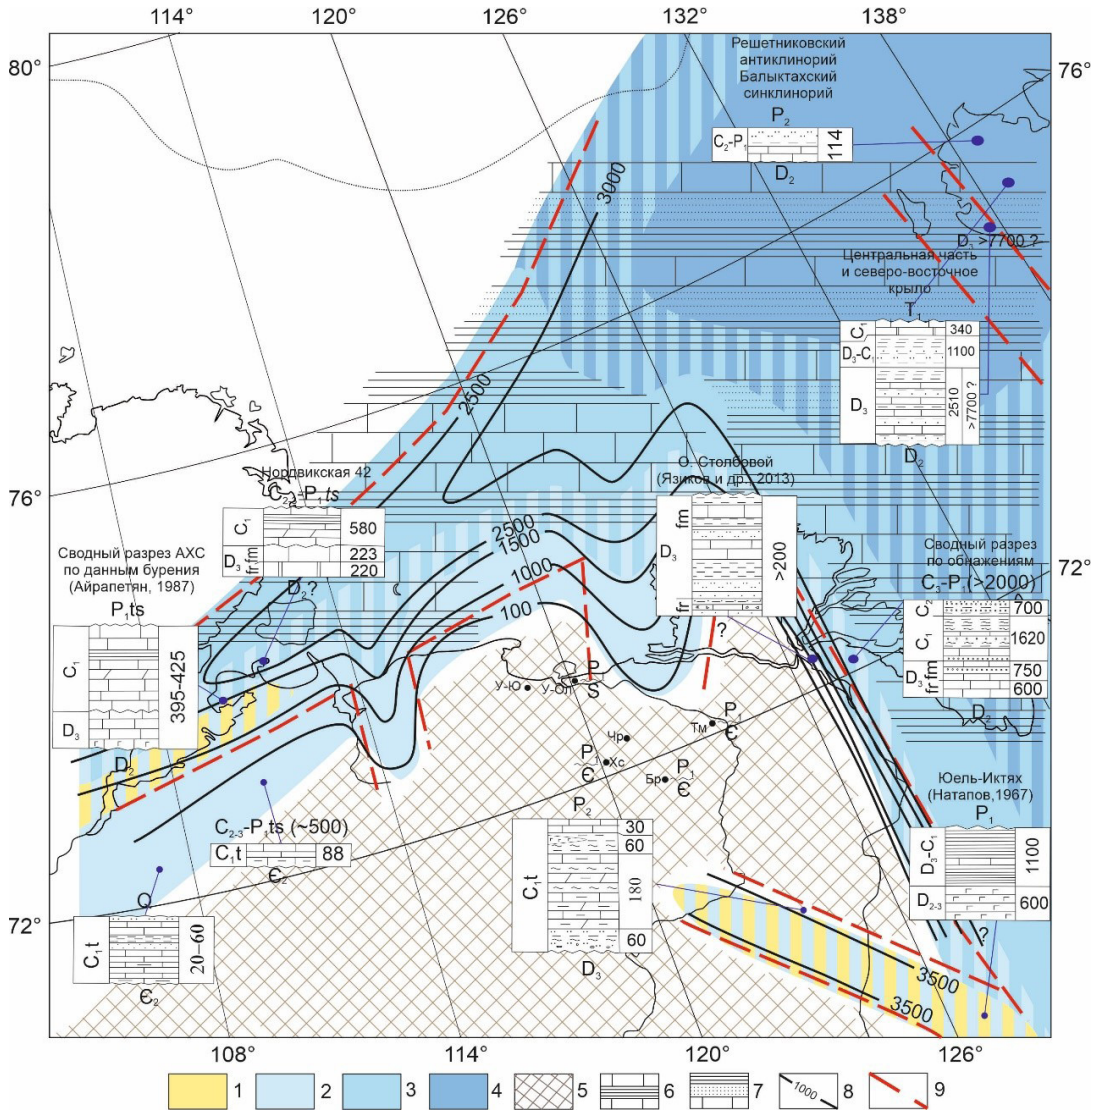 114° 120° 126° 132° 138°
80°
76°
76°
72°
72°
Решетниковский
антиклинорий
Балыктахский
синклинорий
P₂
C₂-P₁ 114
D₂
3000
D₃ >7700 ?
Центральная часть
и северо-восточное
крыло
T₁
C₁ 340
D₃-C₁ 1100
D₃ 2510 >7700 ?
D₂
2500
Нордвикская 42
C₂₋₃-P₁ts
C₁ 580
D₃ fr fm 223
220
D₂?
О. Столбовой
(Язиков и др., 2013)
D₃ fr fm >200
?
Сводный разрез
по обнажениям
C₃-P₁(>2000)
C₂ 700
C₁ 1620
D₃ fr fm 750
600
D₂
Сводный разрез АХС
по данным бурения
(Айрапетян, 1987)
P₁ts
C₁ 395-425
D₃
D₂
2500
1500
1000
100
У-Ю У-Ол P
S
Чр
Тм P₁
Є
P₁ Хс
Є
Бр P₁
Є
C₂₋₃-P₁ts (~500)
C₁t 88
Є₂
Q
C₁t 20–60
Є₂
P₂
C₁t 30
60
180
60
D₃
Юель-Иктях
(Натапов,1967)
P₁
D₃-C₁ 1100
D₂₋₃ 600
?
3500
3500
108° 114° 120° 126°
1 2 3 4 5 6 7 1000 8 9